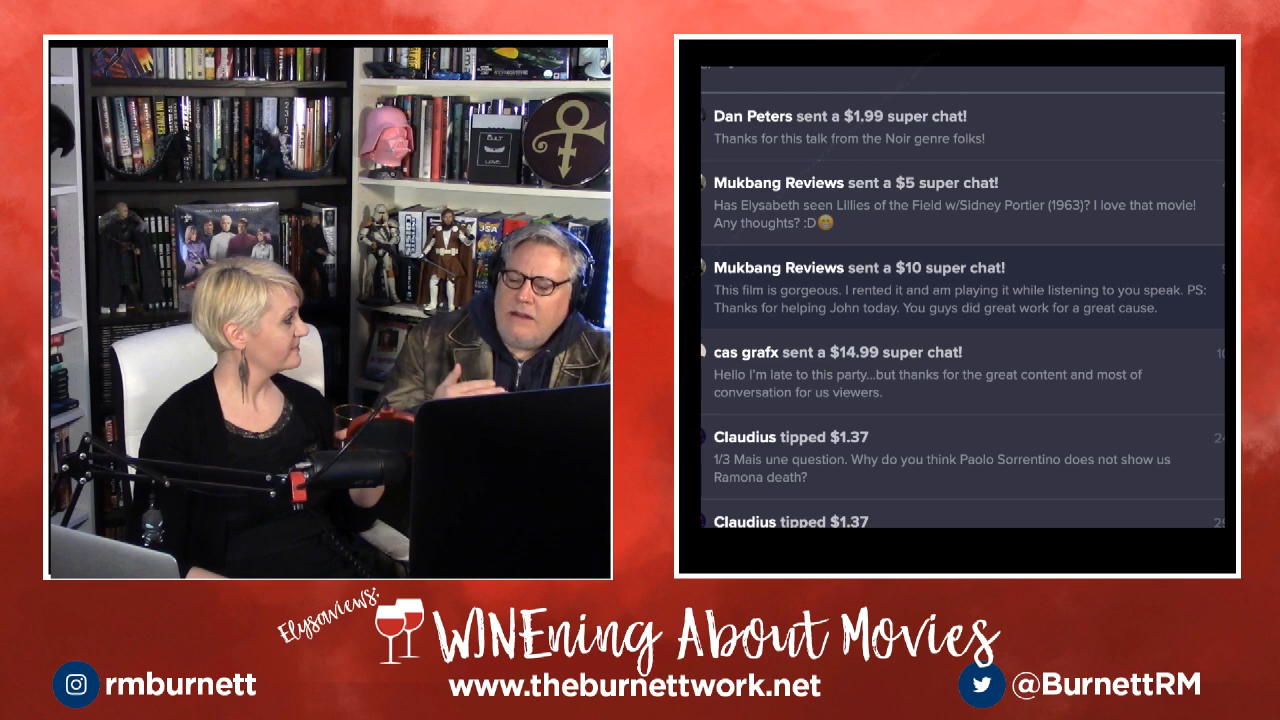 CULT
LOVE
Dan Peters sent a $1.99 super chat!
Thanks for this talk from the Noir genre folks!
Mukbang Reviews sent a $5 super chat!
Has Elysabeth seen Lillies of the Field w/Sidney Portier (1963)? I love that movie!
Any thoughts? :D😁
Mukbang Reviews sent a $10 super chat!
This film is gorgeous. I rented it and am playing it while listening to you speak. PS:
Thanks for helping John today. You guys did great work for a great cause.
cas grafx sent a $14.99 super chat!
Hello I'm late to this party...but thanks for the great content and most of
conversation for us viewers.
Claudius tipped $1.37
1/3 Mais une question. Why do you think Paolo Sorrentino does not show us
Ramona death?
Claudius tipped $1.37
Elysaviews:
WINEning About Movies
rmburnett
www.theburnettwork.net
@BurnettRM